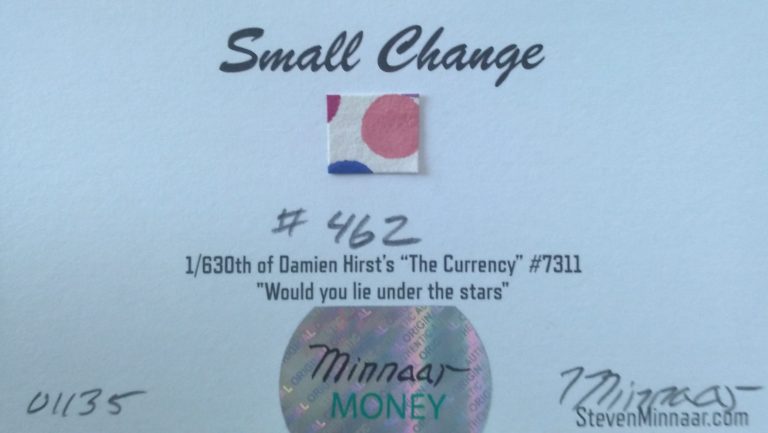 Small Change
# 462
1/630th of Damien Hirst's "The Currency" #7311
"Would you lie under the stars"
Minnaar
MONEY
01135
Minnaar
StevenMinnaar.com